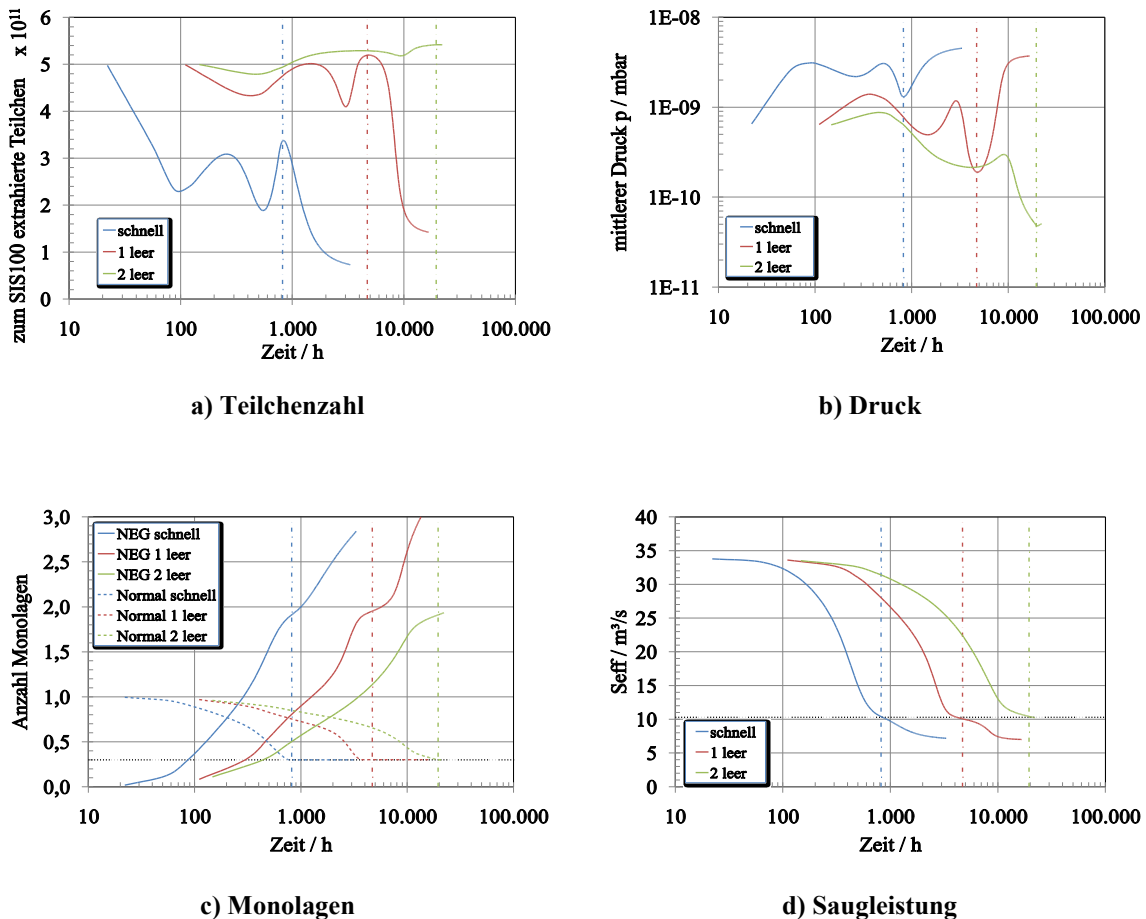 zum SIS100 extrahierte Teilchen x 10¹¹
6
5
4
3
2
1
0
schnell
1 leer
2 leer
10 100 1.000 10.000 100.000
Zeit / h
a) Teilchenzahl
mittlerer Druck p / mbar
1E-08
1E-09
1E-10
1E-11
schnell
1 leer
2 leer
10 100 1.000 10.000 100.000
Zeit / h
b) Druck
Anzahl Monolagen
3,0
2,5
2,0
1,5
1,0
0,5
0,0
NEG schnell
NEG 1 leer
NEG 2 leer
Normal schnell
Normal 1 leer
Normal 2 leer
10 100 1.000 10.000 100.000
Zeit / h
c) Monolagen
Seff / m³/s
40
35
30
25
20
15
10
5
0
schnell
1 leer
2 leer
10 100 1.000 10.000 100.000
Zeit / h
d) Saugleistung